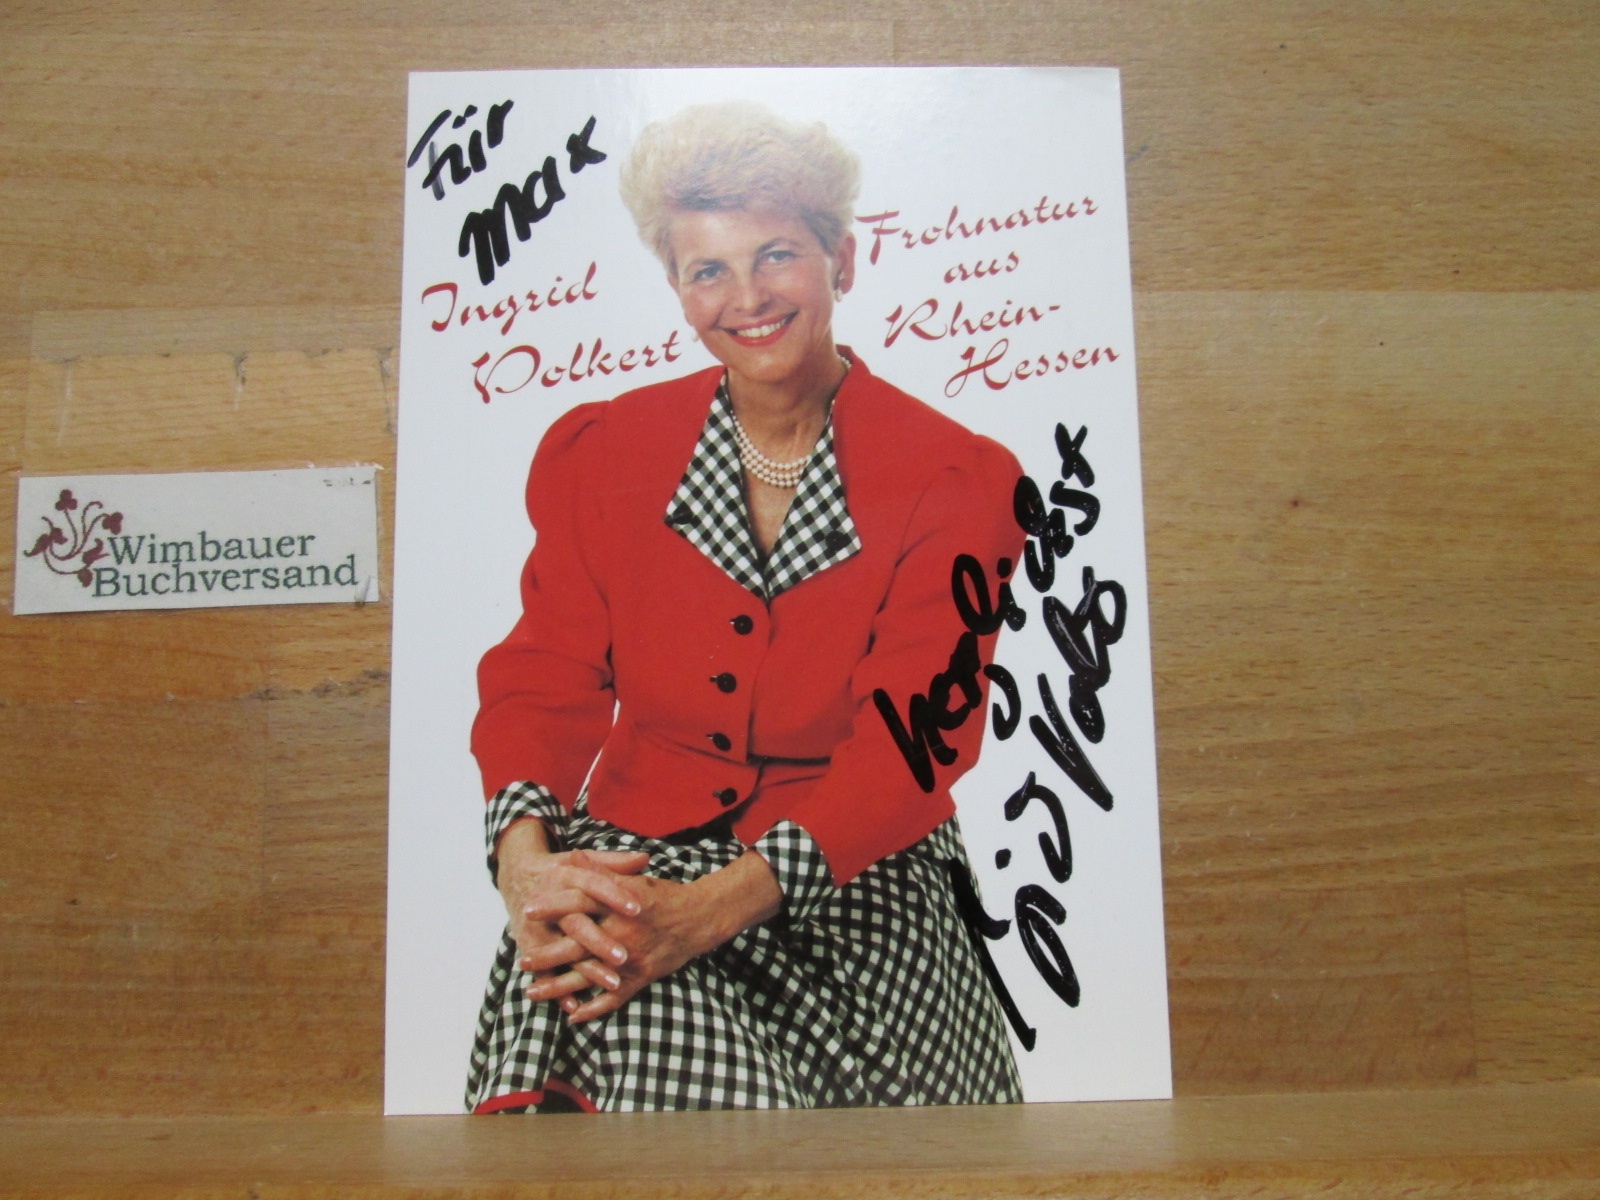 Für
Max
Ingrid
Volkert
Frohnatur
aus
Rhein-
Hessen
herzlichst
Wimbauer
Buchversand